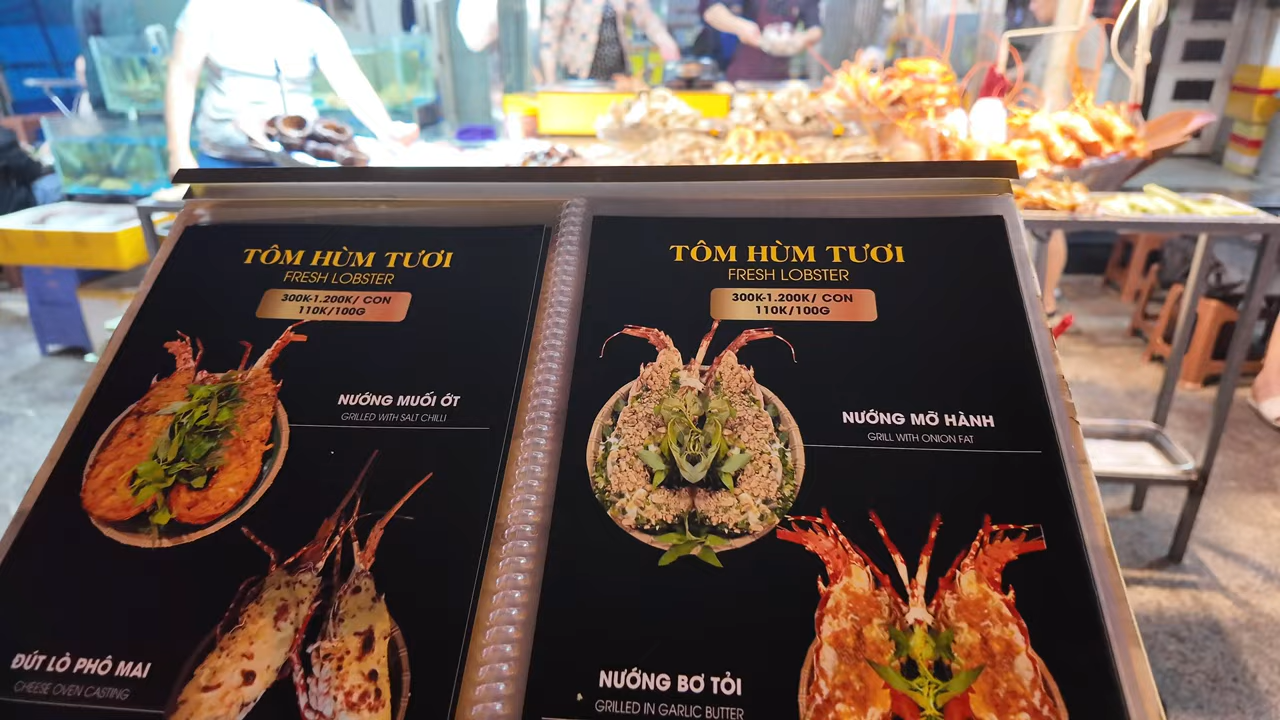 TÔM HÙM TƯƠI
FRESH LOBSTER
300K-1.200K/ CON
110K/100G
NƯỚNG MUỐI ỚT
GRILLED WITH SALT CHILLI
ĐÚT LÒ PHÔ MAI
CHEESE OVEN CASTING
TÔM HÙM TƯƠI
FRESH LOBSTER
300K-1.200K/ CON
110K/100G
NƯỚNG MỠ HÀNH
GRILL WITH ONION FAT
NƯỚNG BƠ TỎI
GRILLED IN GARLIC BUTTER